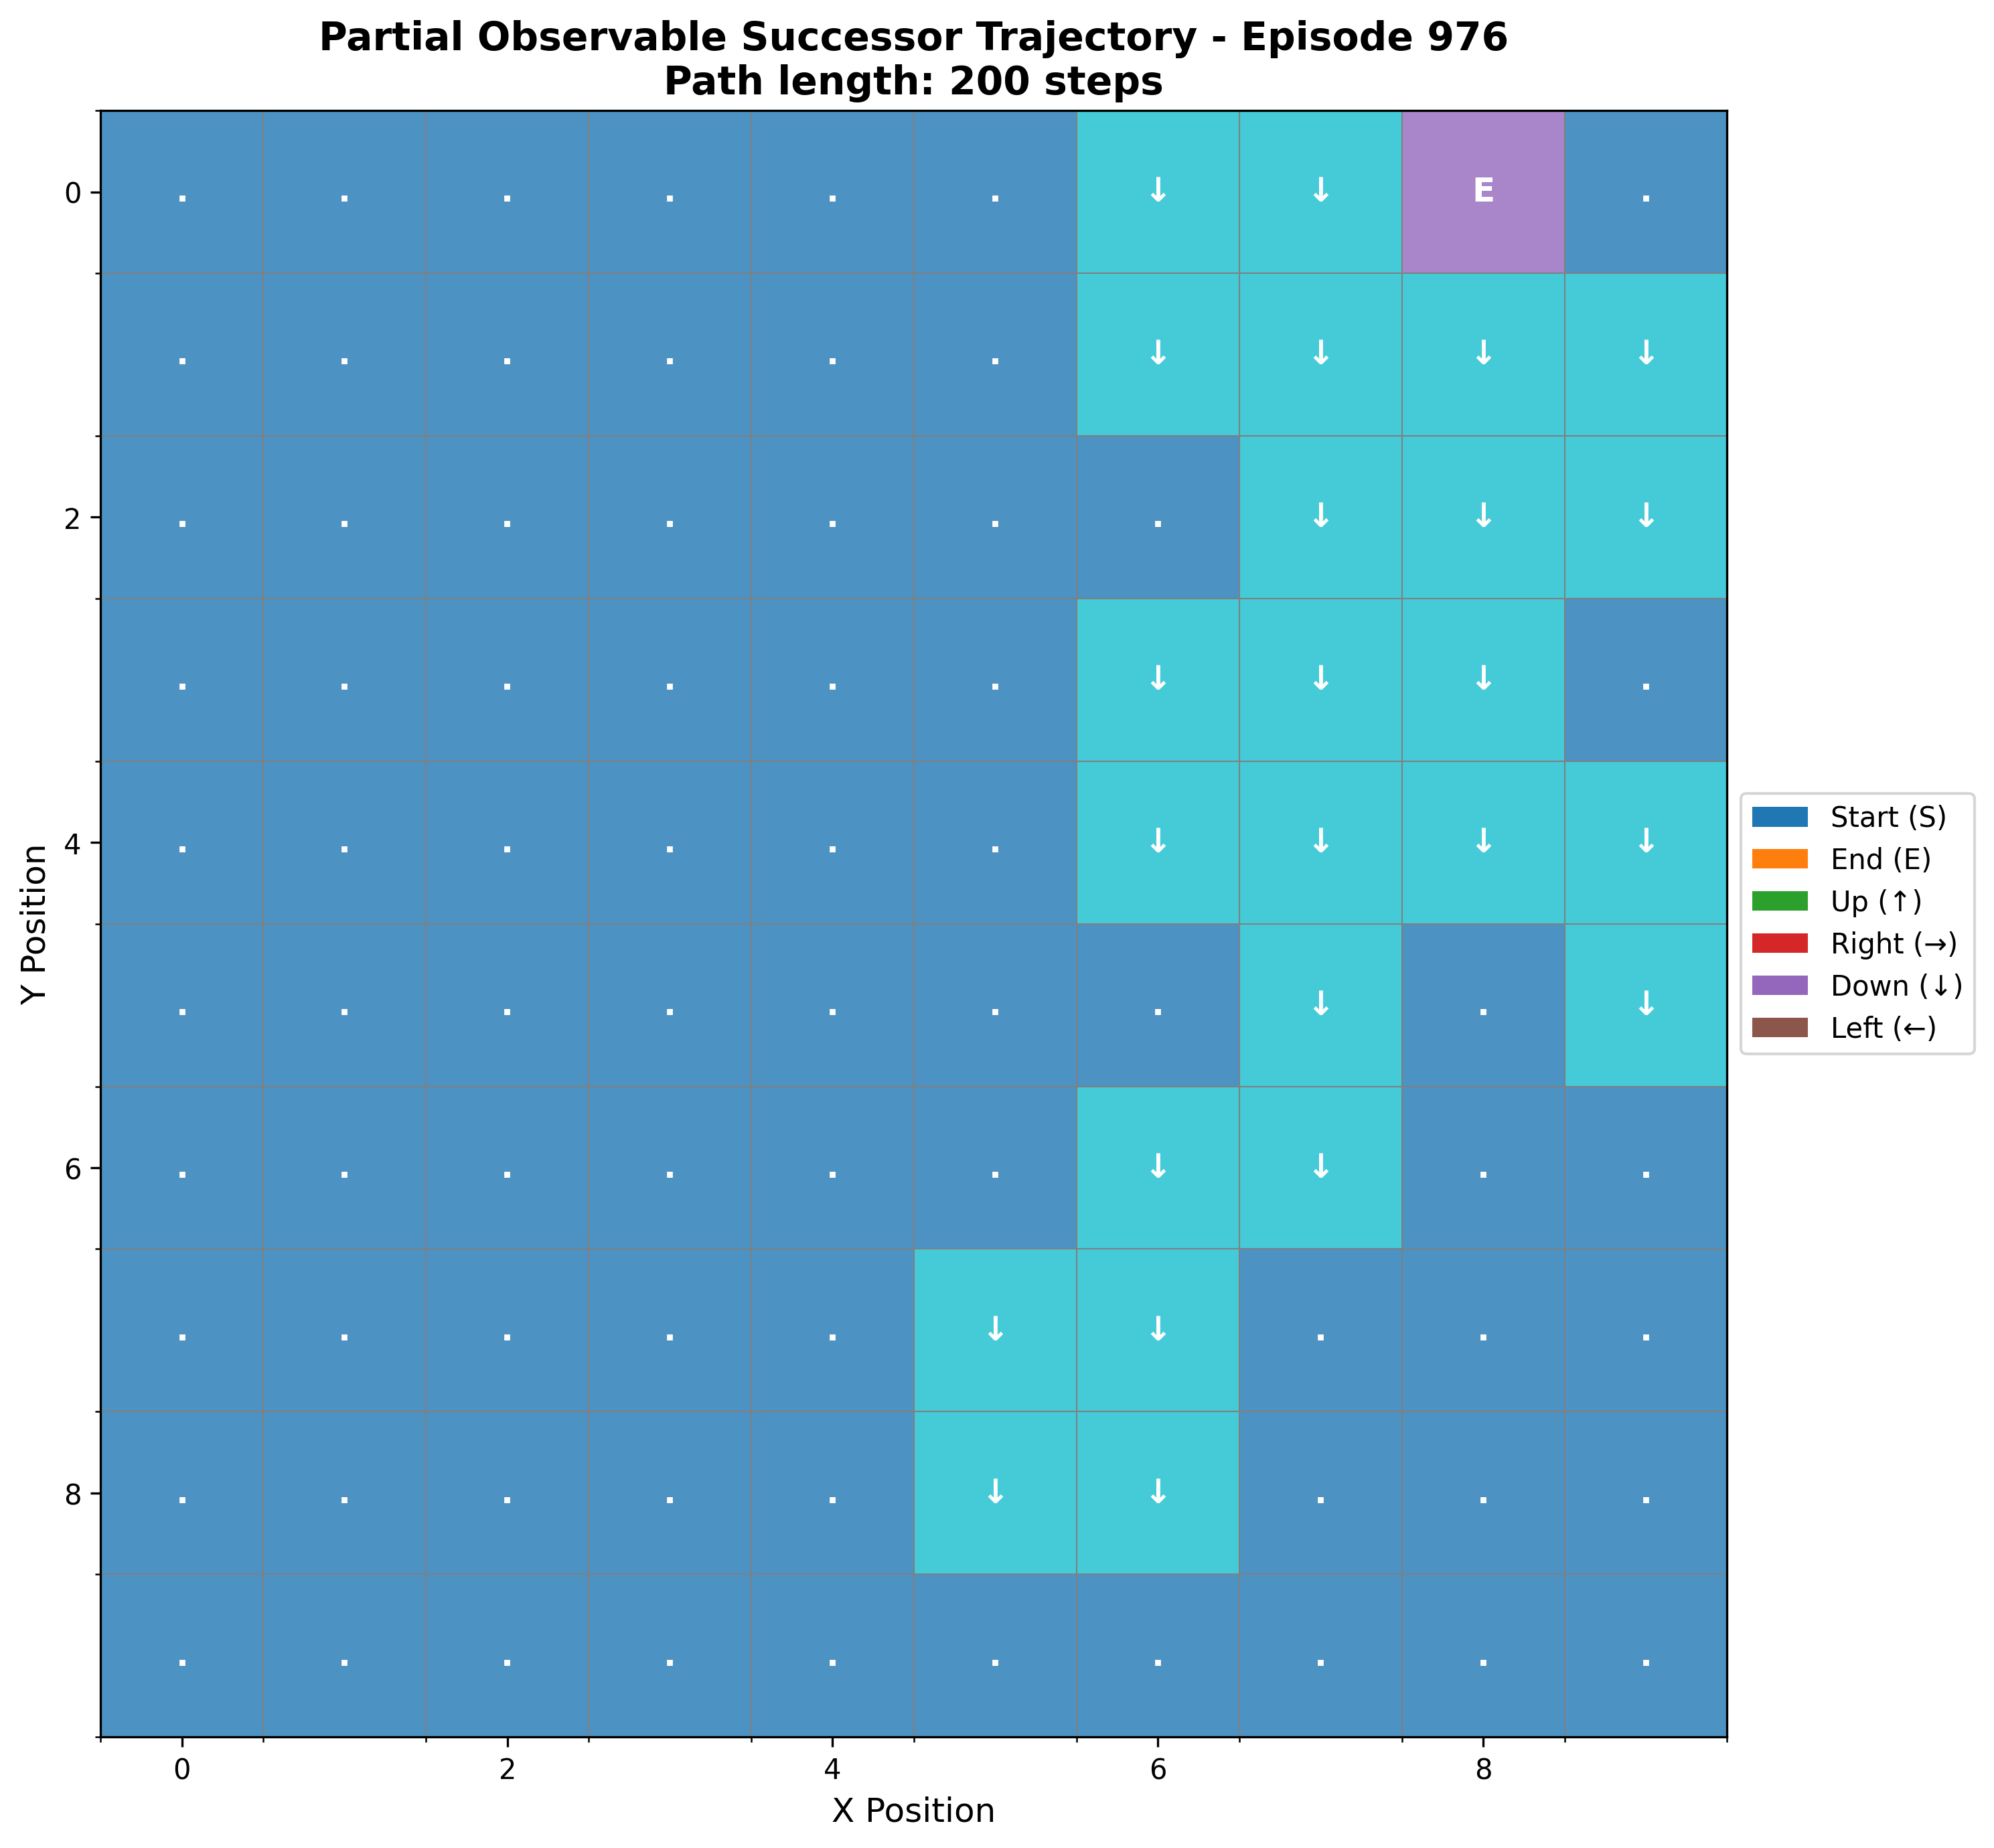 Partial Observable Successor Trajectory - Episode 976
Path length: 200 steps
0 . . . . . . ↓ ↓ E .
. . . . . . ↓ ↓ ↓ ↓
2 . . . . . . . ↓ ↓ ↓
. . . . . . ↓ ↓ ↓ .
4 . . . . . . ↓ ↓ ↓ ↓
. . . . . . . ↓ . ↓
6 . . . . . . ↓ ↓ . .
. . . . . ↓ ↓ . . .
8 . . . . . ↓ ↓ . . .
. . . . . . . . . .
0 2 4 6 8
X Position
Y Position
Start (S)
End (E)
Up (↑)
Right (→)
Down (↓)
Left (←)